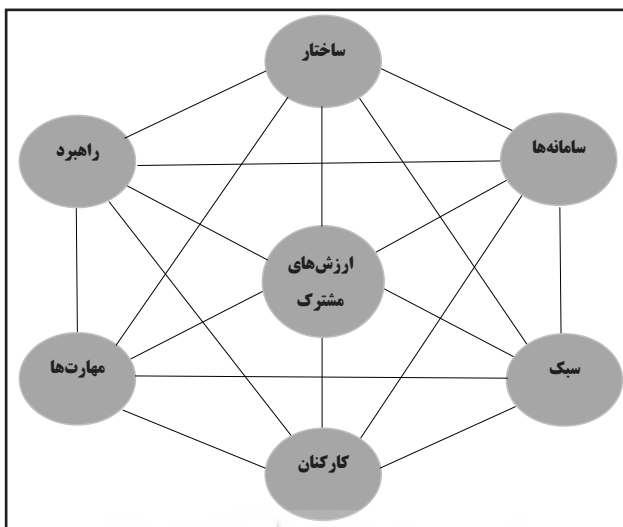 ساختار
سامانه‌ها
راهبرد
ارزش‌های
مشترک
سبک
مهارت‌ها
کارکنان